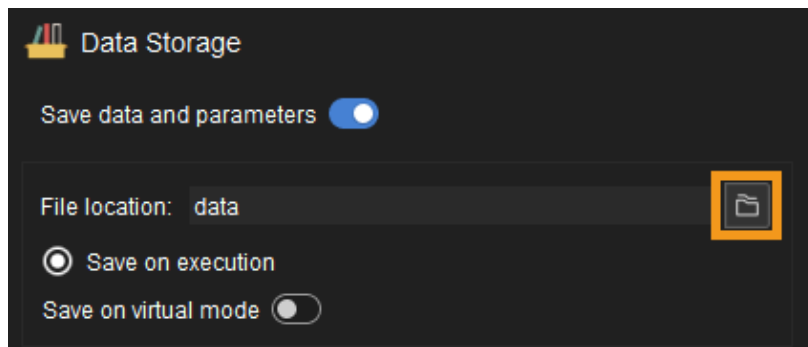 Data Storage
Save data and parameters
File location: data
Save on execution
Save on virtual mode